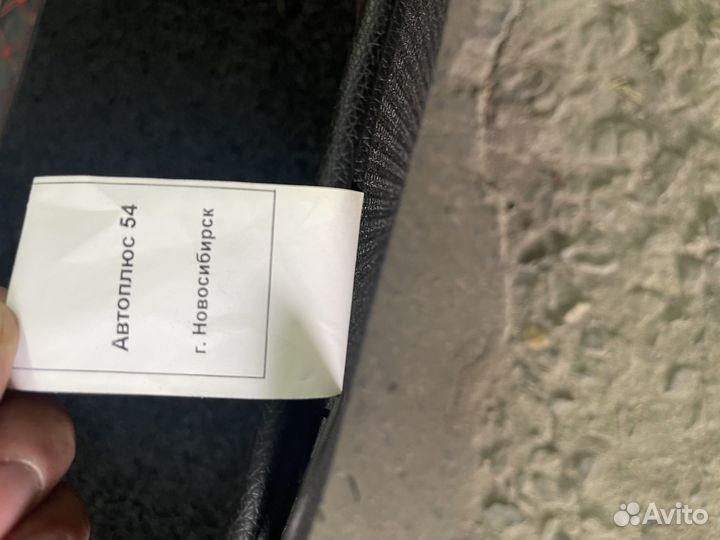 Автоплюс 54
г. Новосибирск
Avito